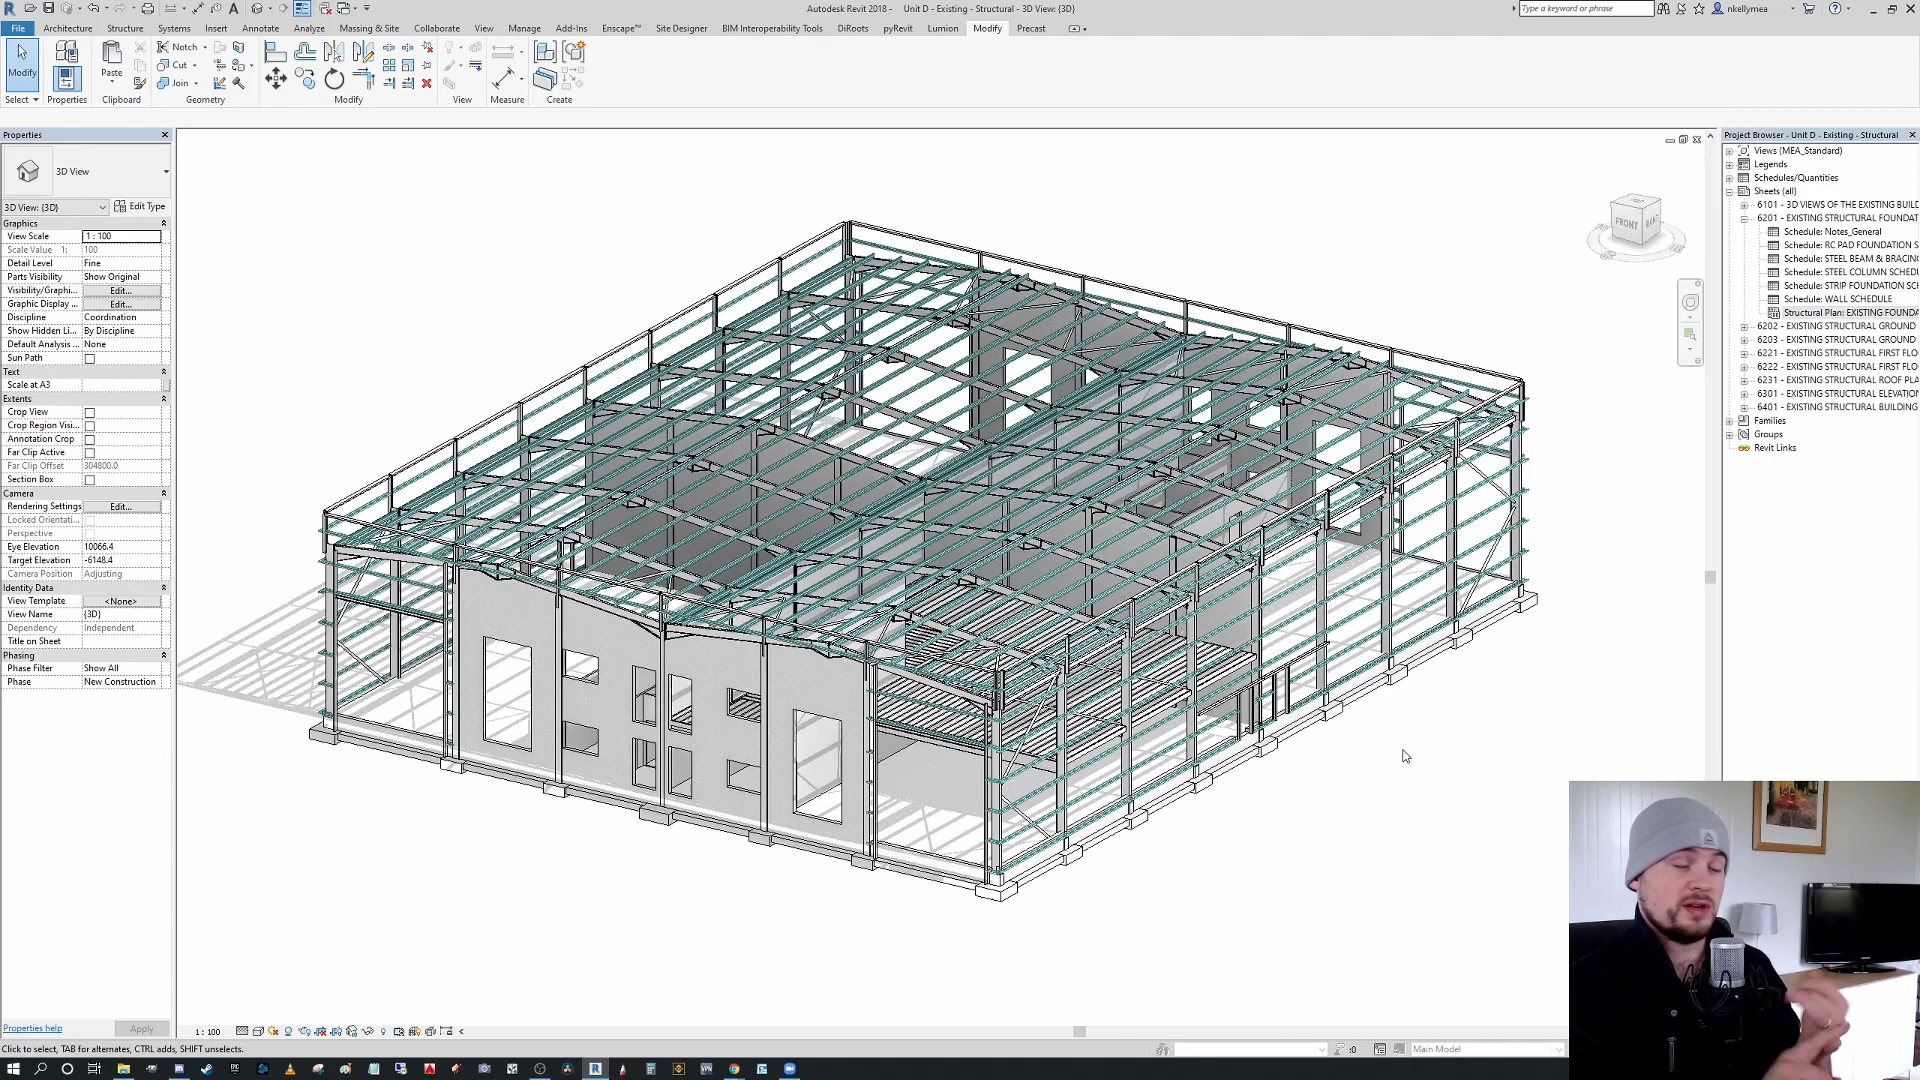 Autodesk Revit 2018 -    Unit D - Existing - Structural - 3D View: {3D}
Type a keyword or phrase
nkellymea
File Architecture Structure Systems Insert Annotate Analyze Massing & Site Collaborate View Manage Add-Ins Enscape™ Site Designer BIM Interoperability Tools DiRoots pyRevit Lumion Modify Precast
Notch
Cut
Join
Modify
Paste
Select Properties Clipboard Geometry Modify View Measure Create
Properties
3D View
3D View: {3D} Edit Type
Graphics
View Scale 1 : 100
Scale Value 1: 100
Detail Level Fine
Parts Visibility Show Original
Visibility/Graphi... Edit...
Graphic Display ... Edit...
Discipline Coordination
Show Hidden Li... By Discipline
Default Analysis ... None
Sun Path
Text
Scale at A3
Extents
Crop View
Crop Region Visi...
Annotation Crop
Far Clip Active
Far Clip Offset 304800.0
Section Box
Camera
Rendering Settings Edit...
Locked Orientati...
Perspective
Eye Elevation 10066.4
Target Elevation -6148.4
Camera Position Adjusting
Identity Data
View Template <None>
View Name {3D}
Dependency Independent
Title on Sheet
Phasing
Phase Filter Show All
Phase New Construction
Properties help Apply
FRONT
Project Browser - Unit D - Existing - Structural
Views (MEA_Standard)
Legends
Schedules/Quantities
Sheets (all)
6101 - 3D VIEWS OF THE EXISTING BUILD
6201 - EXISTING STRUCTURAL FOUNDAT
Schedule: Notes_General
Schedule: RC PAD FOUNDATION S
Schedule: STEEL BEAM & BRACING
Schedule: STEEL COLUMN SCHEDU
Schedule: STRIP FOUNDATION SCH
Schedule: WALL SCHEDULE
Structural Plan: EXISTING FOUNDA
6202 - EXISTING STRUCTURAL GROUND
6203 - EXISTING STRUCTURAL GROUND
6221 - EXISTING STRUCTURAL FIRST FLO
6222 - EXISTING STRUCTURAL FIRST FLO
6231 - EXISTING STRUCTURAL ROOF PLA
6301 - EXISTING STRUCTURAL ELEVATION
6401 - EXISTING STRUCTURAL BUILDING
Families
Groups
Revit Links
1 : 100
Click to select, TAB for alternates, CTRL adds, SHIFT unselects.
:0
Main Model